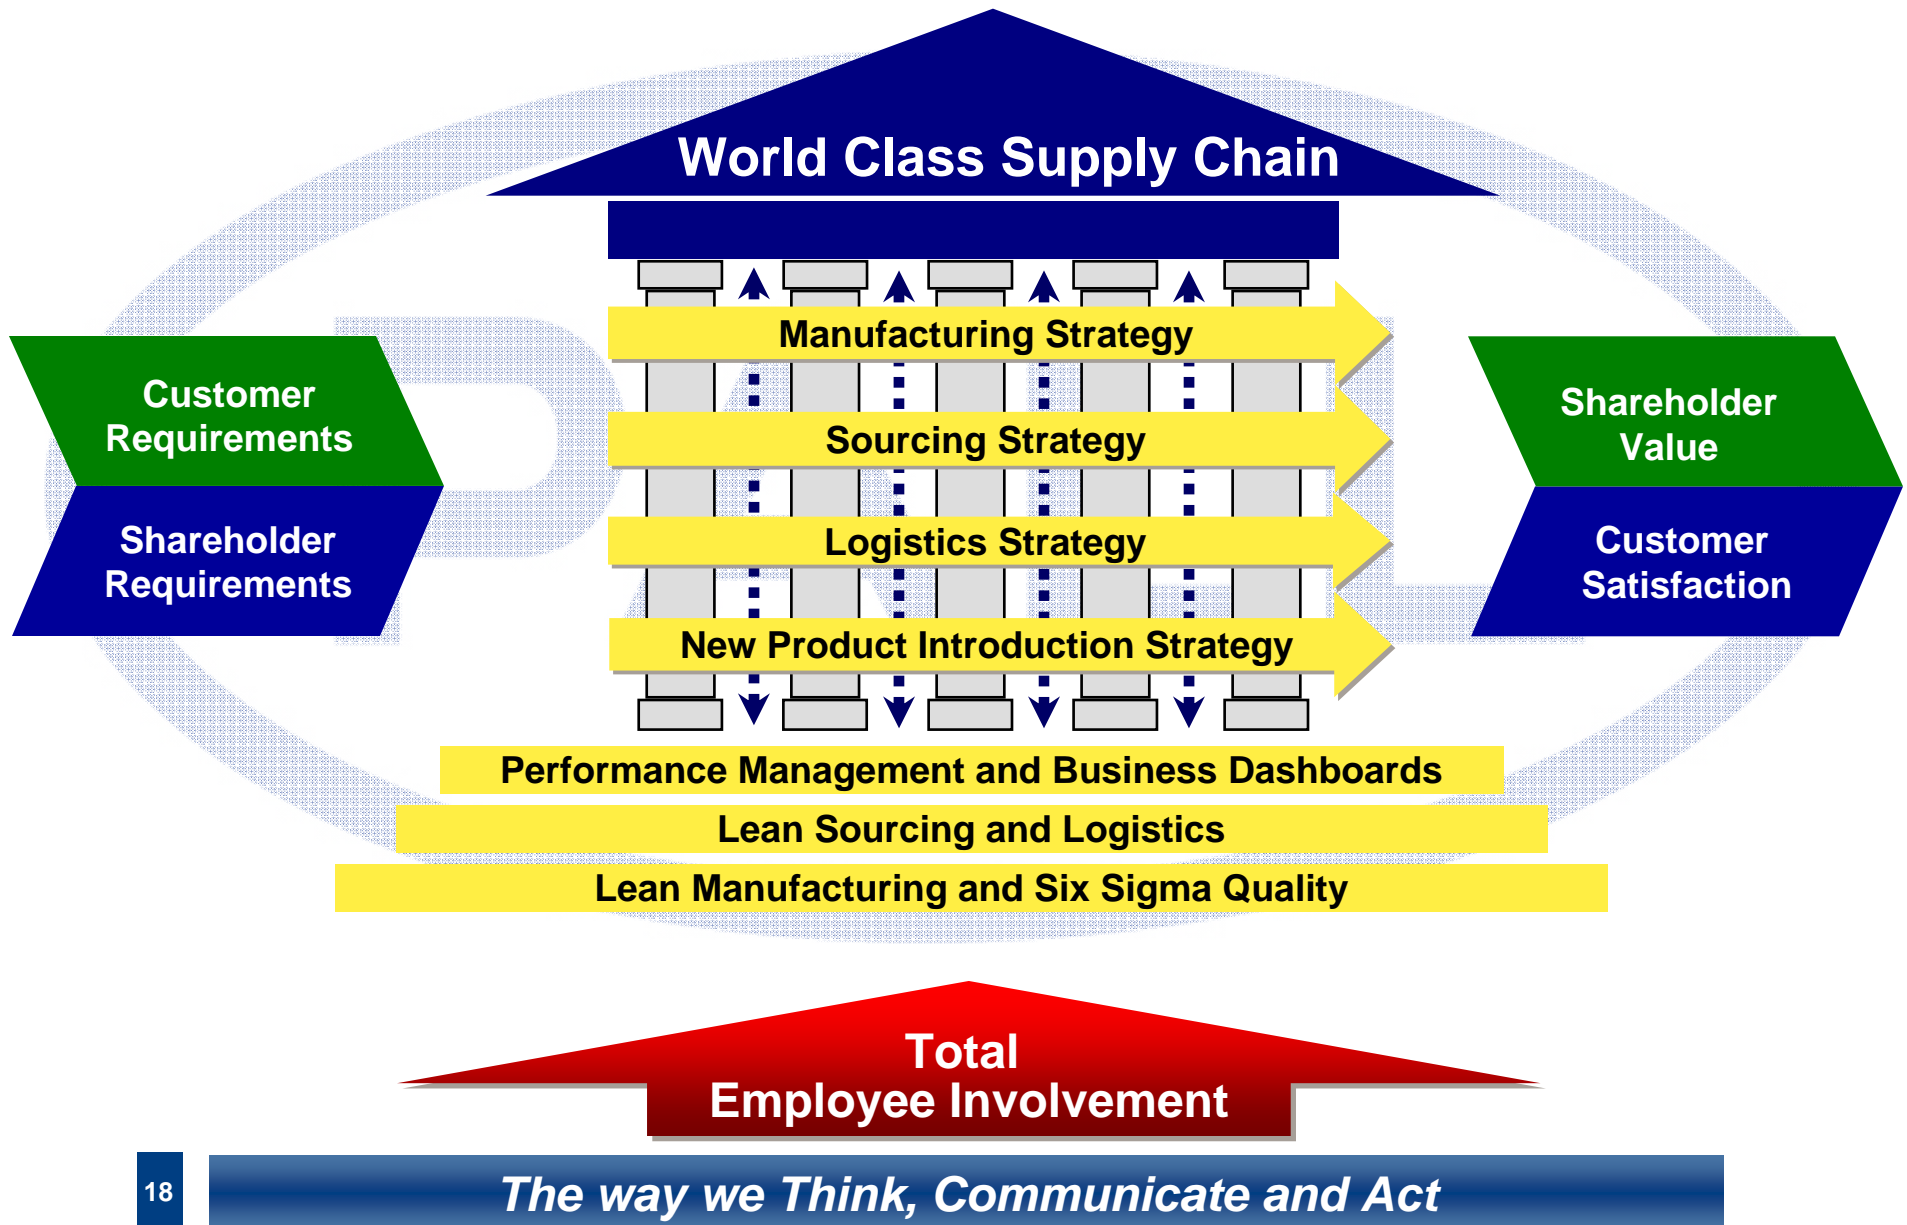 World Class Supply Chain
Manufacturing Strategy
Customer
Requirements
Shareholder
Value
Sourcing Strategy
Shareholder
Requirements
Logistics Strategy
Customer
Satisfaction
New Product Introduction Strategy
Performance Management and Business Dashboards
Lean Sourcing and Logistics
Lean Manufacturing and Six Sigma Quality
Total
Employee Involvement
18
The way we Think, Communicate and Act